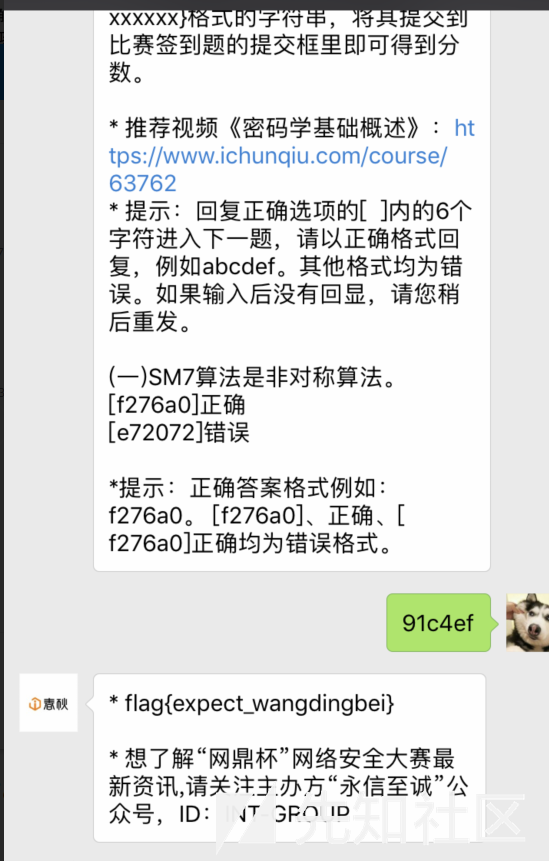 xxxxxx}格式的字符串，将其提交到
比赛签到题的提交框里即可得到分
数。
* 推荐视频《密码学基础概述》：ht
tps://www.ichunqiu.com/course/
63762
* 提示：回复正确选项的[  ]内的6个
字符进入下一题，请以正确格式回
复，例如abcdef。其他格式均为错
误。如果输入后没有回显，请您稍
后重发。
(一)SM7算法是非对称算法。
[f276a0]正确
[e72072]错误
*提示：正确答案格式例如：
f276a0。[f276a0]、正确、[
f276a0]正确均为错误格式。
91c4ef
春秋
* flag{expect_wangdingbei}
* 想了解“网鼎杯”网络安全大赛最
新资讯,请关注主办方“永信至诚”公
众号，ID：INT-GROUP
先知社区